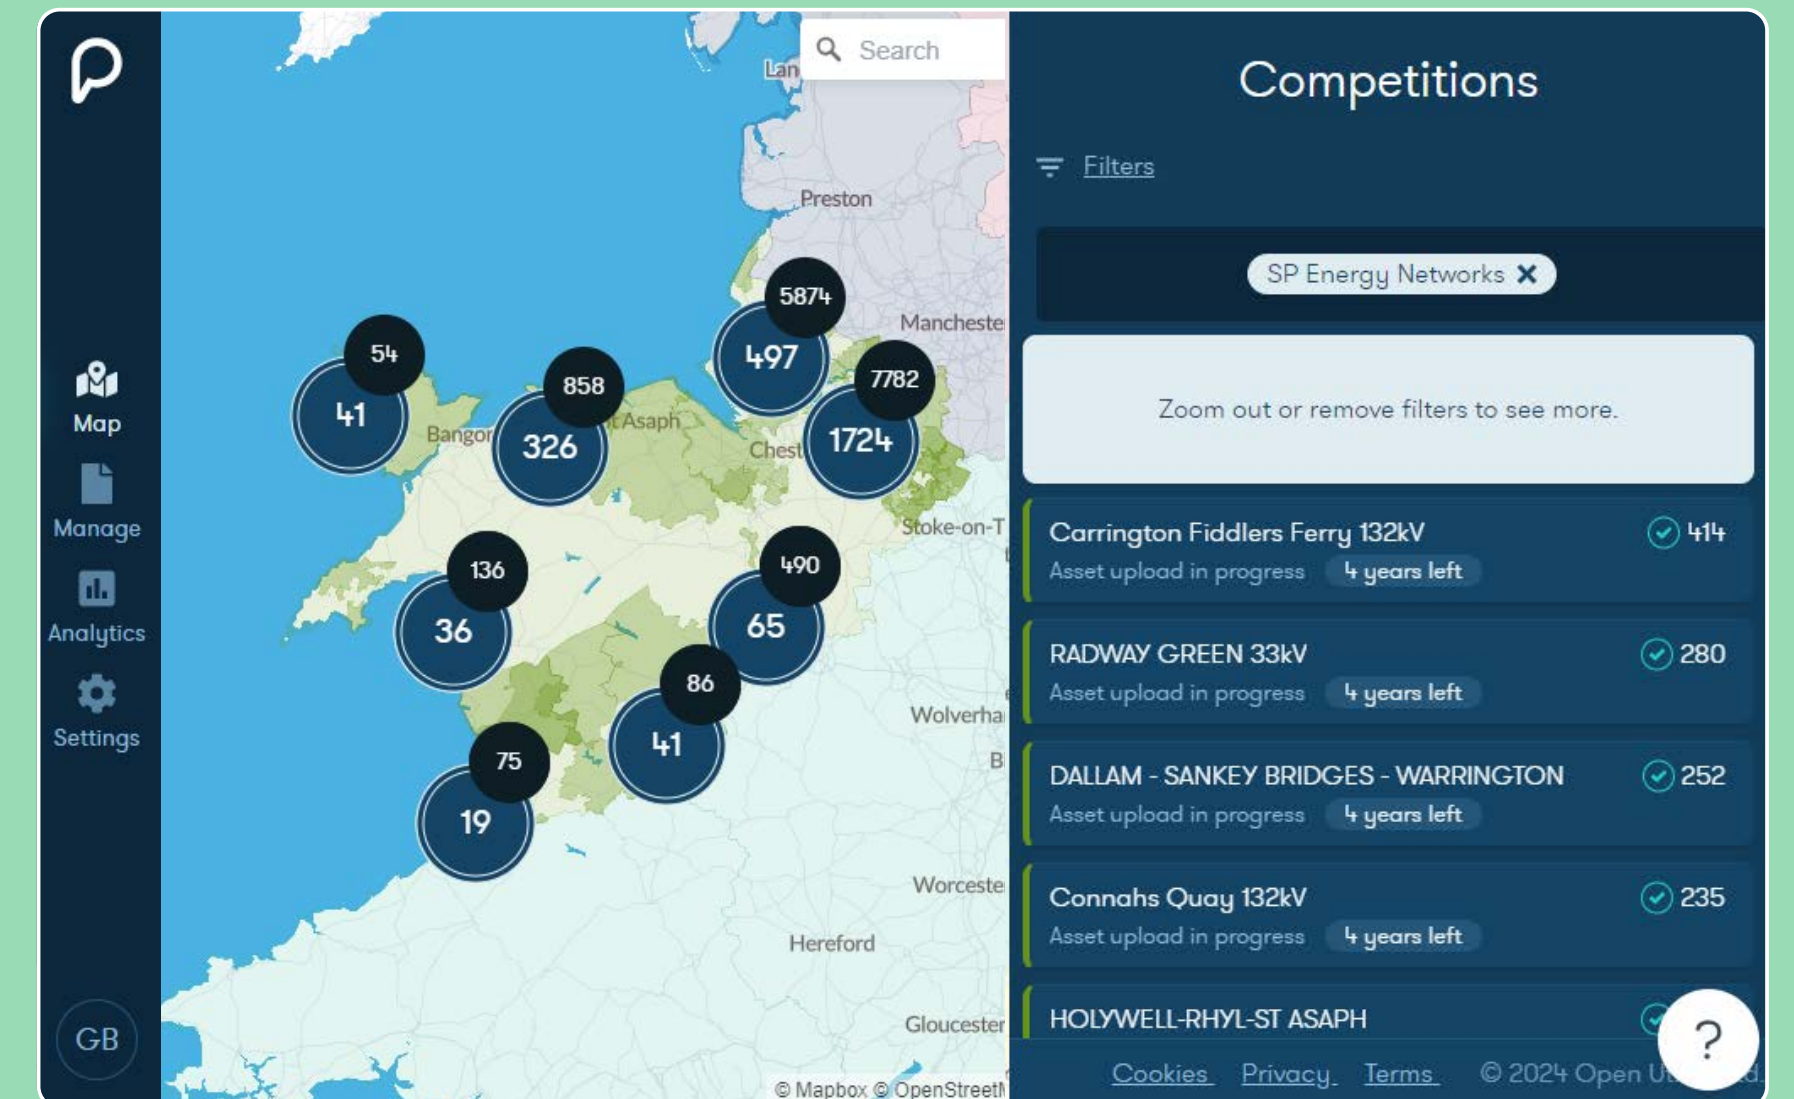 Map
Manage
Analytics
Settings
GB
Search
Lan
Preston
Manchester
Bangor
t Asaph
Chest
Stoke-on-T
Wolverha
B
Worceste
Hereford
Gloucester
5874
497
54
41
858
326
7782
1724
136
36
490
65
86
41
75
19
© Mapbox © OpenStreetM
Competitions
Filters
SP Energy Networks
Zoom out or remove filters to see more.
Carrington Fiddlers Ferry 132kV 414
Asset upload in progress 4 years left
RADWAY GREEN 33kV 280
Asset upload in progress 4 years left
DALLAM - SANKEY BRIDGES - WARRINGTON 252
Asset upload in progress 4 years left
Connahs Quay 132kV 235
Asset upload in progress 4 years left
HOLYWELL-RHYL-ST ASAPH
?
Cookies Privacy Terms © 2024 Open